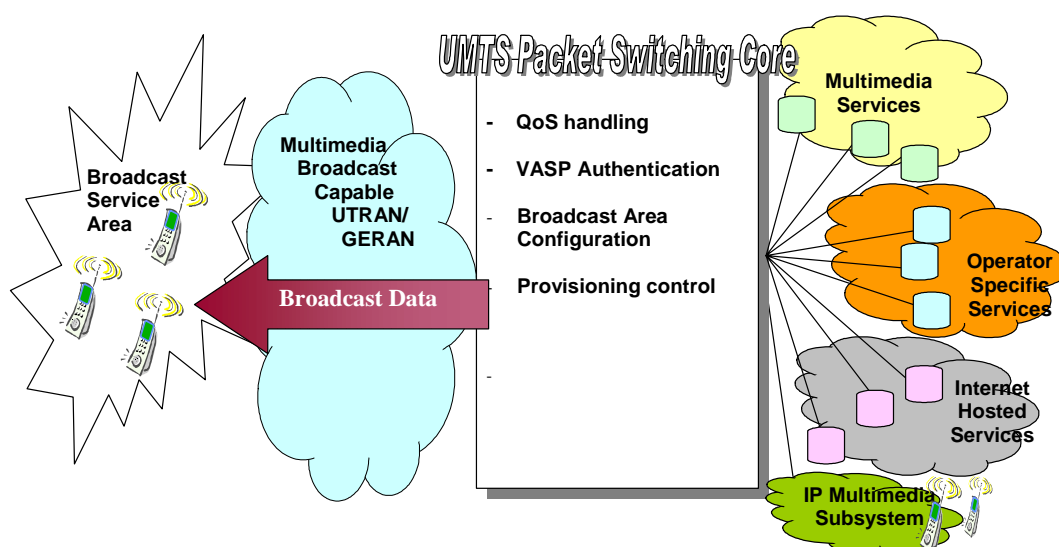 UMTS Packet Switching Core
Broadcast
Service
Area
Multimedia
Broadcast
Capable
UTRAN/
GERAN
Broadcast Data
- QoS handling
- VASP Authentication
- Broadcast Area
Configuration
- Provisioning control
-
Multimedia
Services
Operator
Specific
Services
Internet
Hosted
Services
IP Multimedia
Subsystem